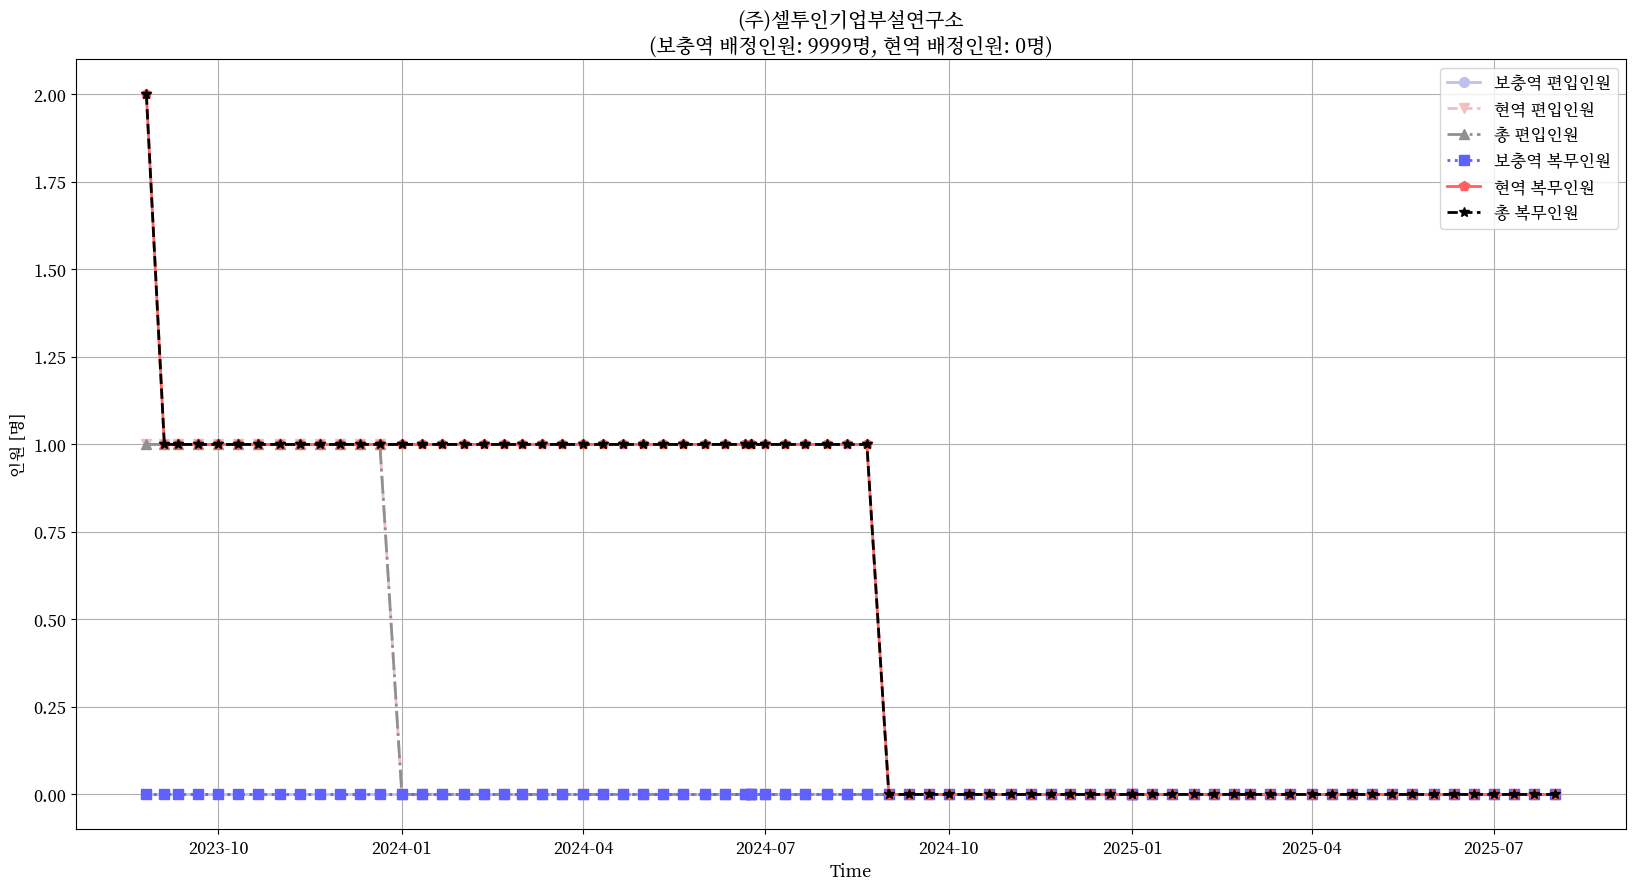 (주)셀투인기업부설연구소
(보충역 배정인원: 9999명, 현역 배정인원: 0명)
보충역 편입인원
현역 편입인원
총 편입인원
보충역 복무인원
현역 복무인원
총 복무인원
인원 [명]
2.00
1.75
1.50
1.25
1.00
0.75
0.50
0.25
0.00
2023-10
2024-01
2024-04
2024-07
2024-10
2025-01
2025-04
2025-07
Time